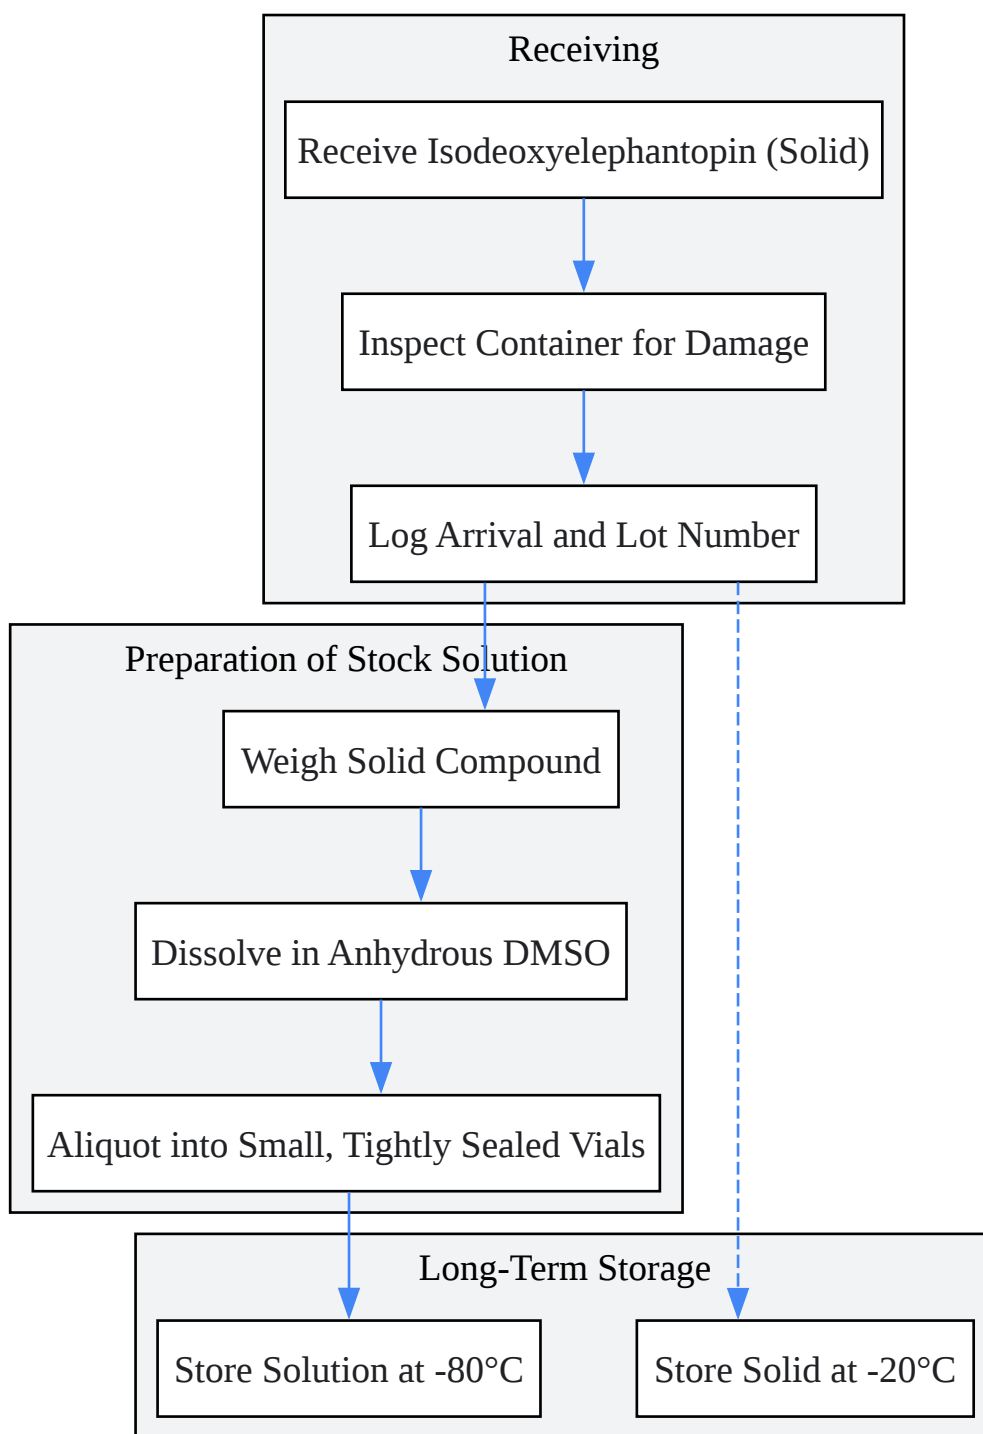 Receiving
Receive Isodeoxyelephantopin (Solid)
Inspect Container for Damage
Log Arrival and Lot Number
Preparation of Stock Solution
Weigh Solid Compound
Dissolve in Anhydrous DMSO
Aliquot into Small, Tightly Sealed Vials
Long-Term Storage
Store Solution at -80°C
Store Solid at -20°C